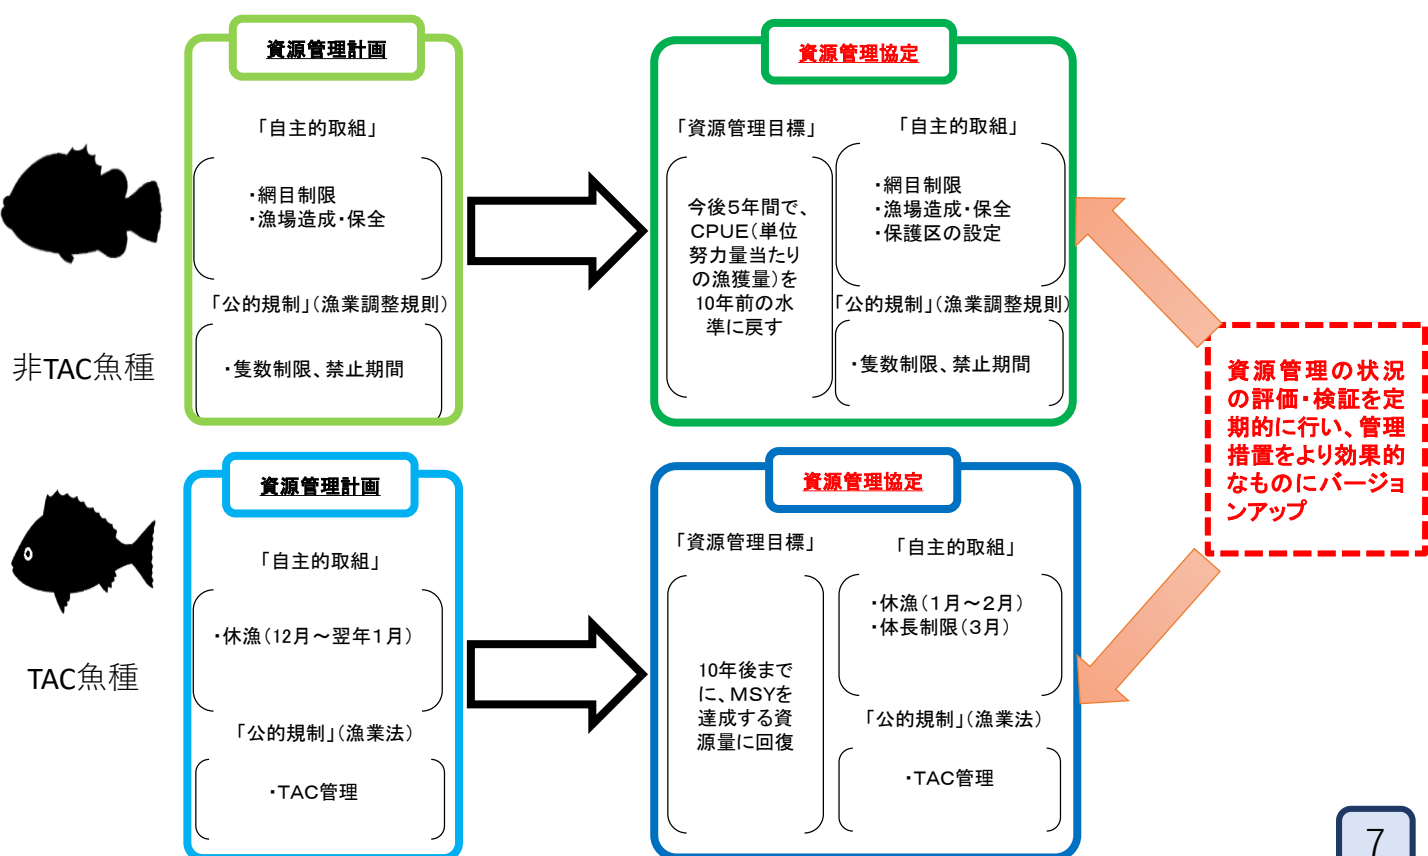 非TAC魚種
資源管理計画
「自主的取組」
・網目制限
・漁場造成・保全
「公的規制」(漁業調整規則)
・隻数制限、禁止期間
資源管理協定
「資源管理目標」
今後5年間で、
CPUE(単位
努力量当たり
の漁獲量)を
10年前の水
準に戻す
「自主的取組」
・網目制限
・漁場造成・保全
・保護区の設定
「公的規制」(漁業調整規則)
・隻数制限、禁止期間
TAC魚種
資源管理計画
「自主的取組」
・休漁(12月～翌年1月)
「公的規制」(漁業法)
・TAC管理
資源管理協定
「資源管理目標」
10年後まで
に、MSYを
達成する資
源量に回復
「自主的取組」
・休漁(1月～2月)
・体長制限(3月)
「公的規制」(漁業法)
・TAC管理
資源管理の状況
の評価・検証を定
期的に行い、管理
措置をより効果的
なものにバージョ
ンアップ
7